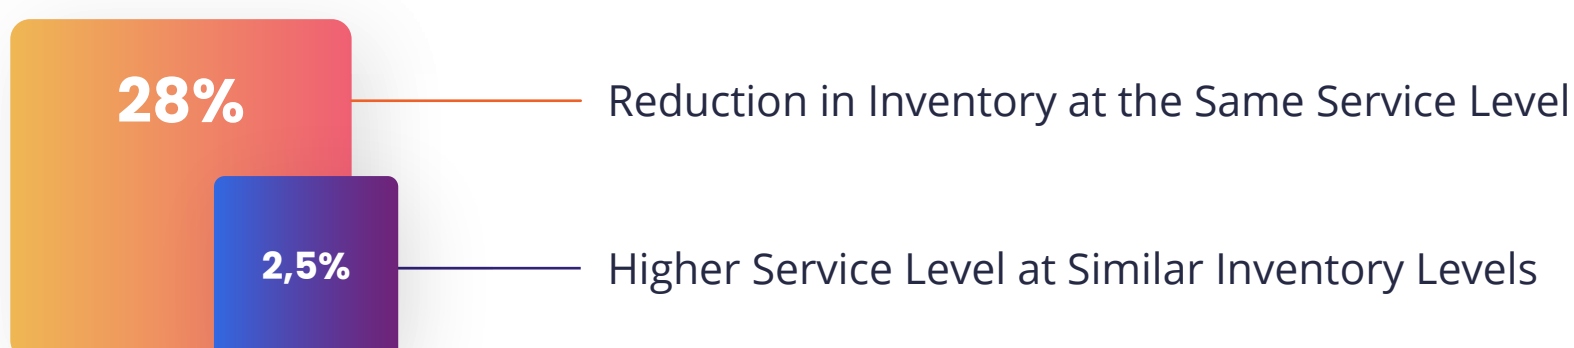 28%
Reduction in Inventory at the Same Service Level
2,5%
Higher Service Level at Similar Inventory Levels